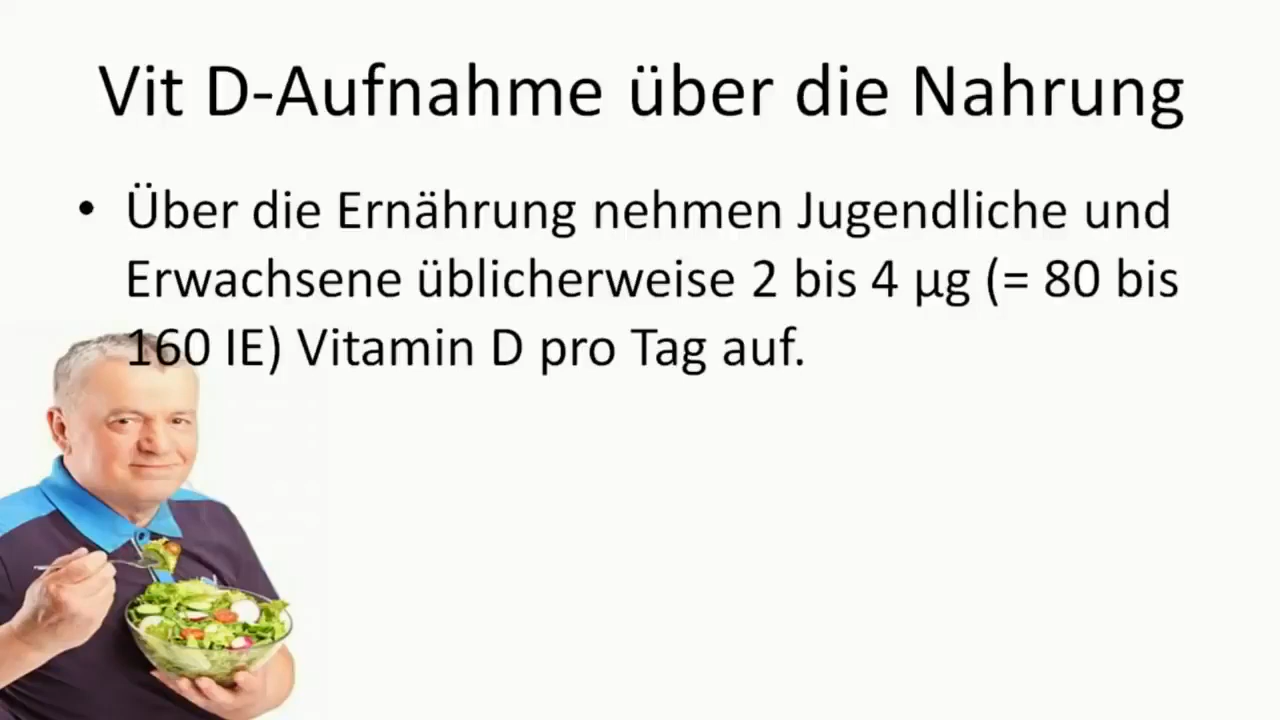 Vit D-Aufnahme über die Nahrung
• Über die Ernährung nehmen Jugendliche und
Erwachsene üblicherweise 2 bis 4 µg (= 80 bis
160 IE) Vitamin D pro Tag auf.